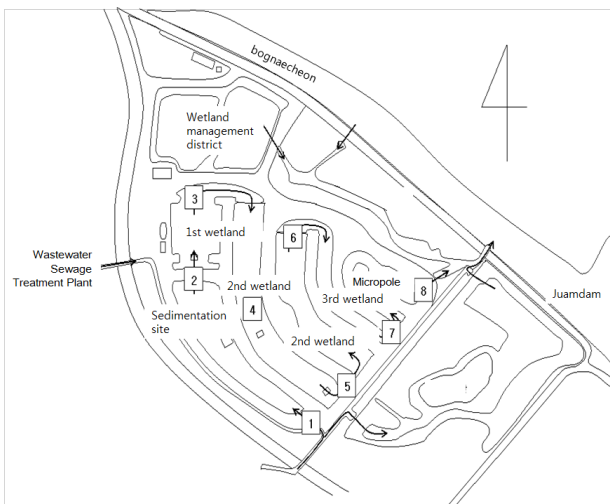 bognaecheon
Wetland
management
district
3
1st wetland
6
Wastewater
Sewage
Treatment Plant
2
2nd wetland
Micropole
8
Juamdam
Sedimentation
site
4
3rd wetland
7
2nd wetland
5
1